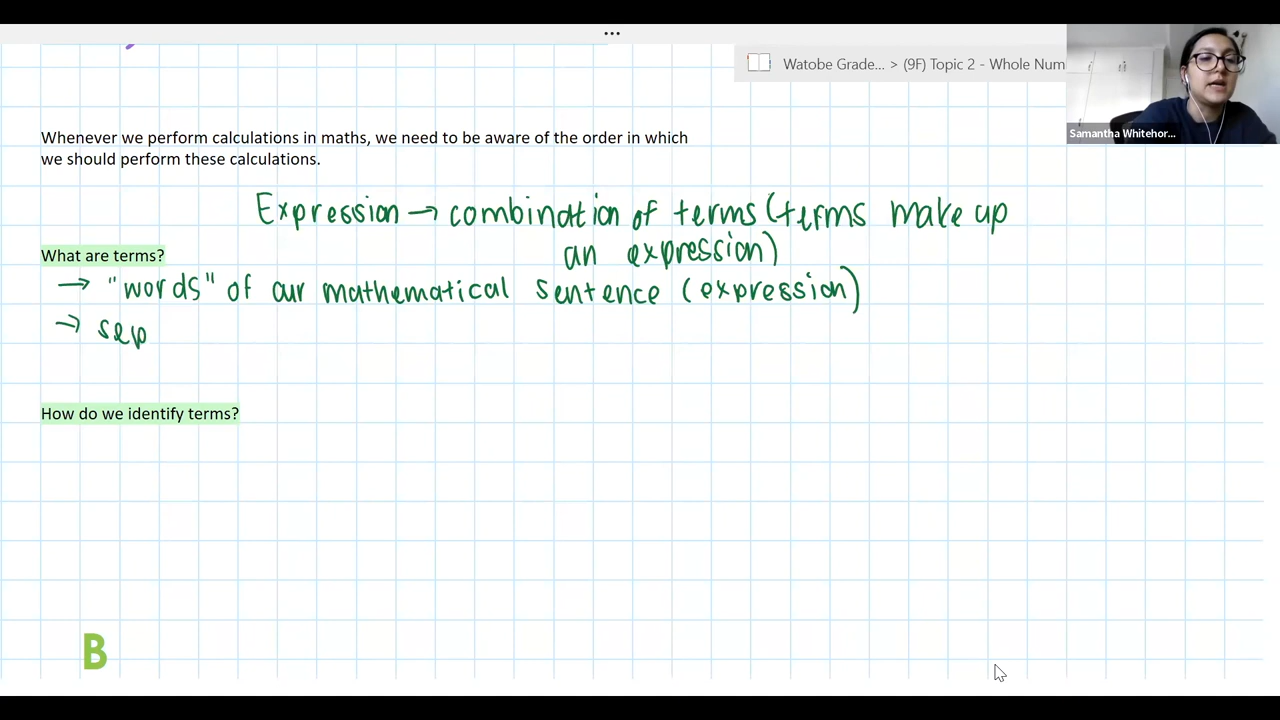 Watobe Grade... > (9F) Topic 2 - Whole Num
Samantha Whitehor...
Whenever we perform calculations in maths, we need to be aware of the order in which
we should perform these calculations.
Expression → combination of terms (terms make up
an expression)
What are terms?
→ "words" of our mathematical sentence (expression)
→ sep
How do we identify terms?
B